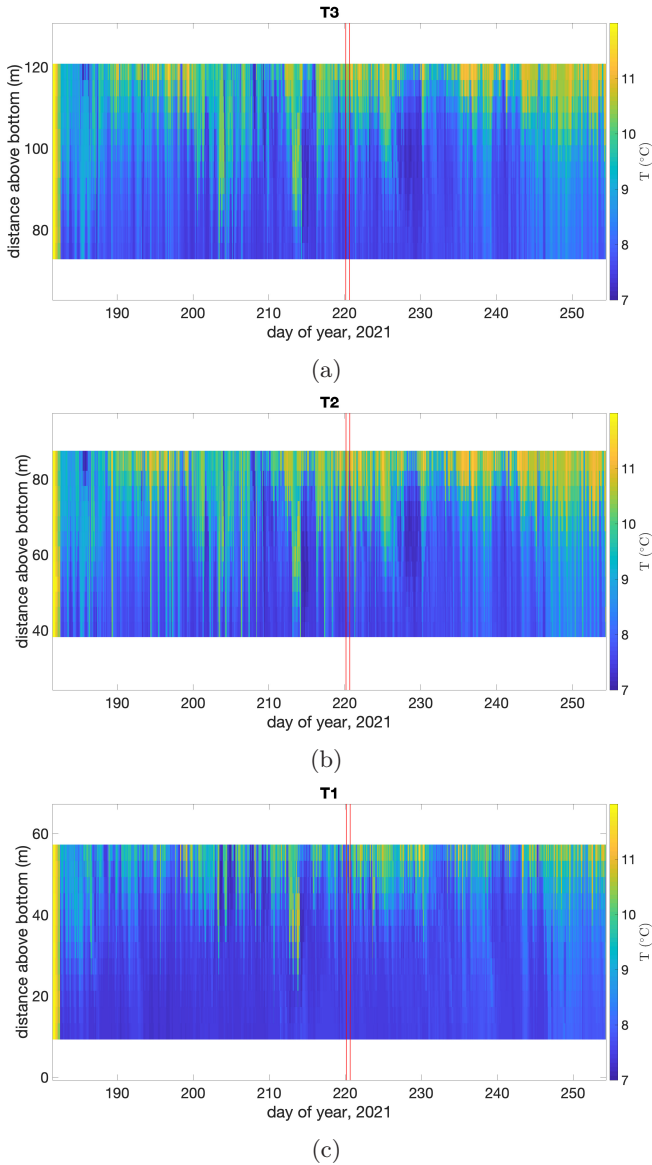 T3
distance above bottom (m)
120
100
80
190 200 210 220 230 240 250
day of year, 2021
11
10
9
8
7
T (°C)
(a)
T2
distance above bottom (m)
80
60
40
190 200 210 220 230 240 250
day of year, 2021
11
10
9
8
7
T (°C)
(b)
T1
distance above bottom (m)
60
40
20
0
190 200 210 220 230 240 250
day of year, 2021
11
10
9
8
7
T (°C)
(c)